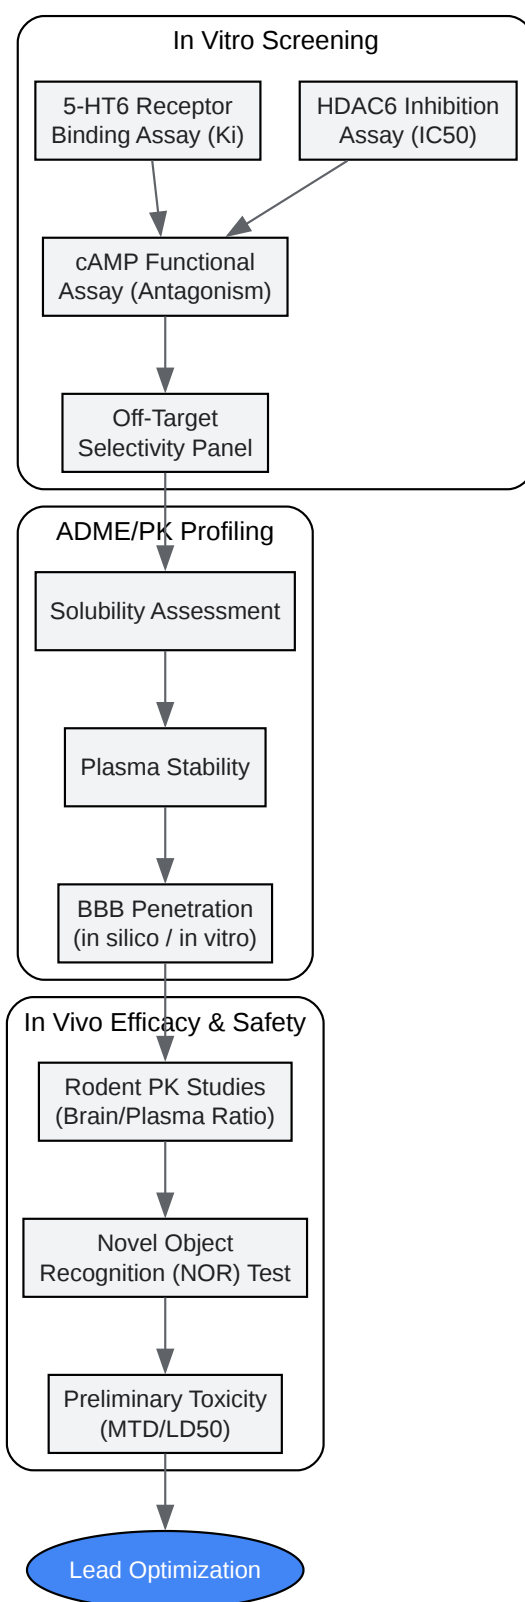 In Vitro Screening
5-HT6 Receptor
Binding Assay (Ki)
HDAC6 Inhibition
Assay (IC50)
cAMP Functional
Assay (Antagonism)
Off-Target
Selectivity Panel
ADME/PK Profiling
Solubility Assessment
Plasma Stability
BBB Penetration
(in silico / in vitro)
In Vivo Efficacy & Safety
Rodent PK Studies
(Brain/Plasma Ratio)
Novel Object
Recognition (NOR) Test
Preliminary Toxicity
(MTD/LD50)
Lead Optimization